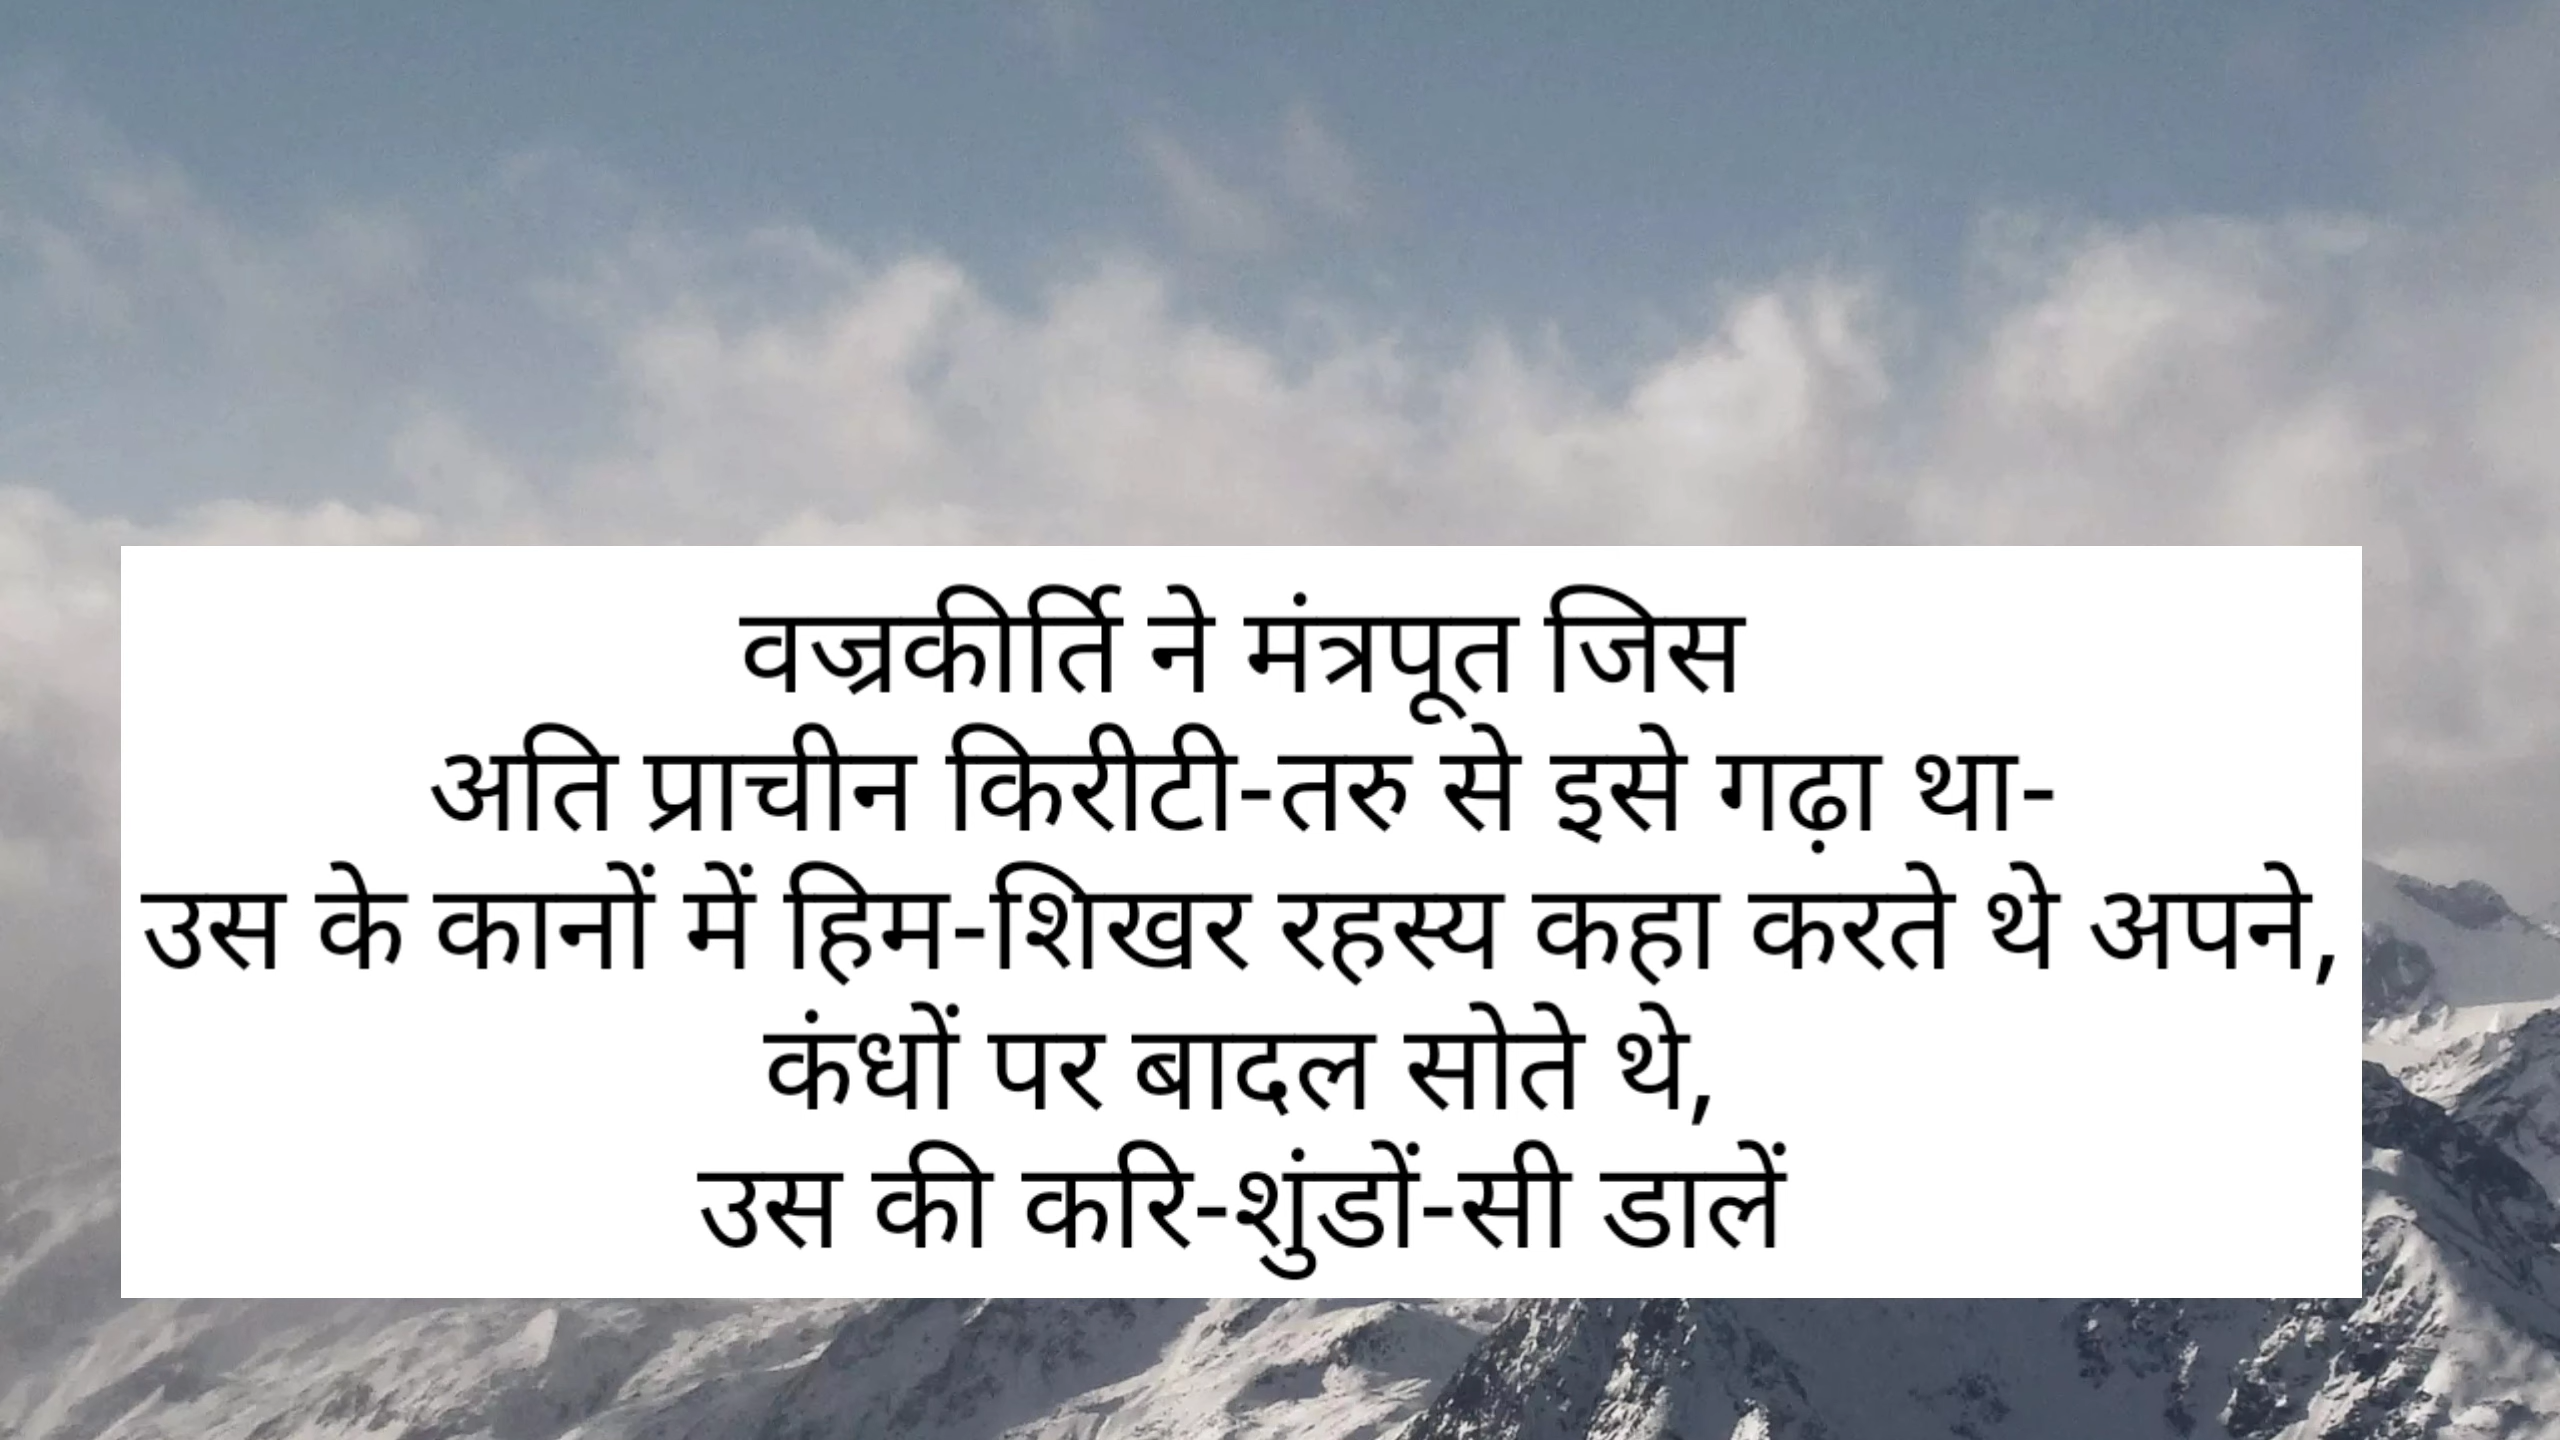 वज्रकीर्ति ने मंत्रपूत जिस
अति प्राचीन किरीटी-तरु से इसे गढ़ा था-
उस के कानों में हिम-शिखर रहस्य कहा करते थे अपने,
कंधों पर बादल सोते थे,
उस की करि-शुंडों-सी डालें